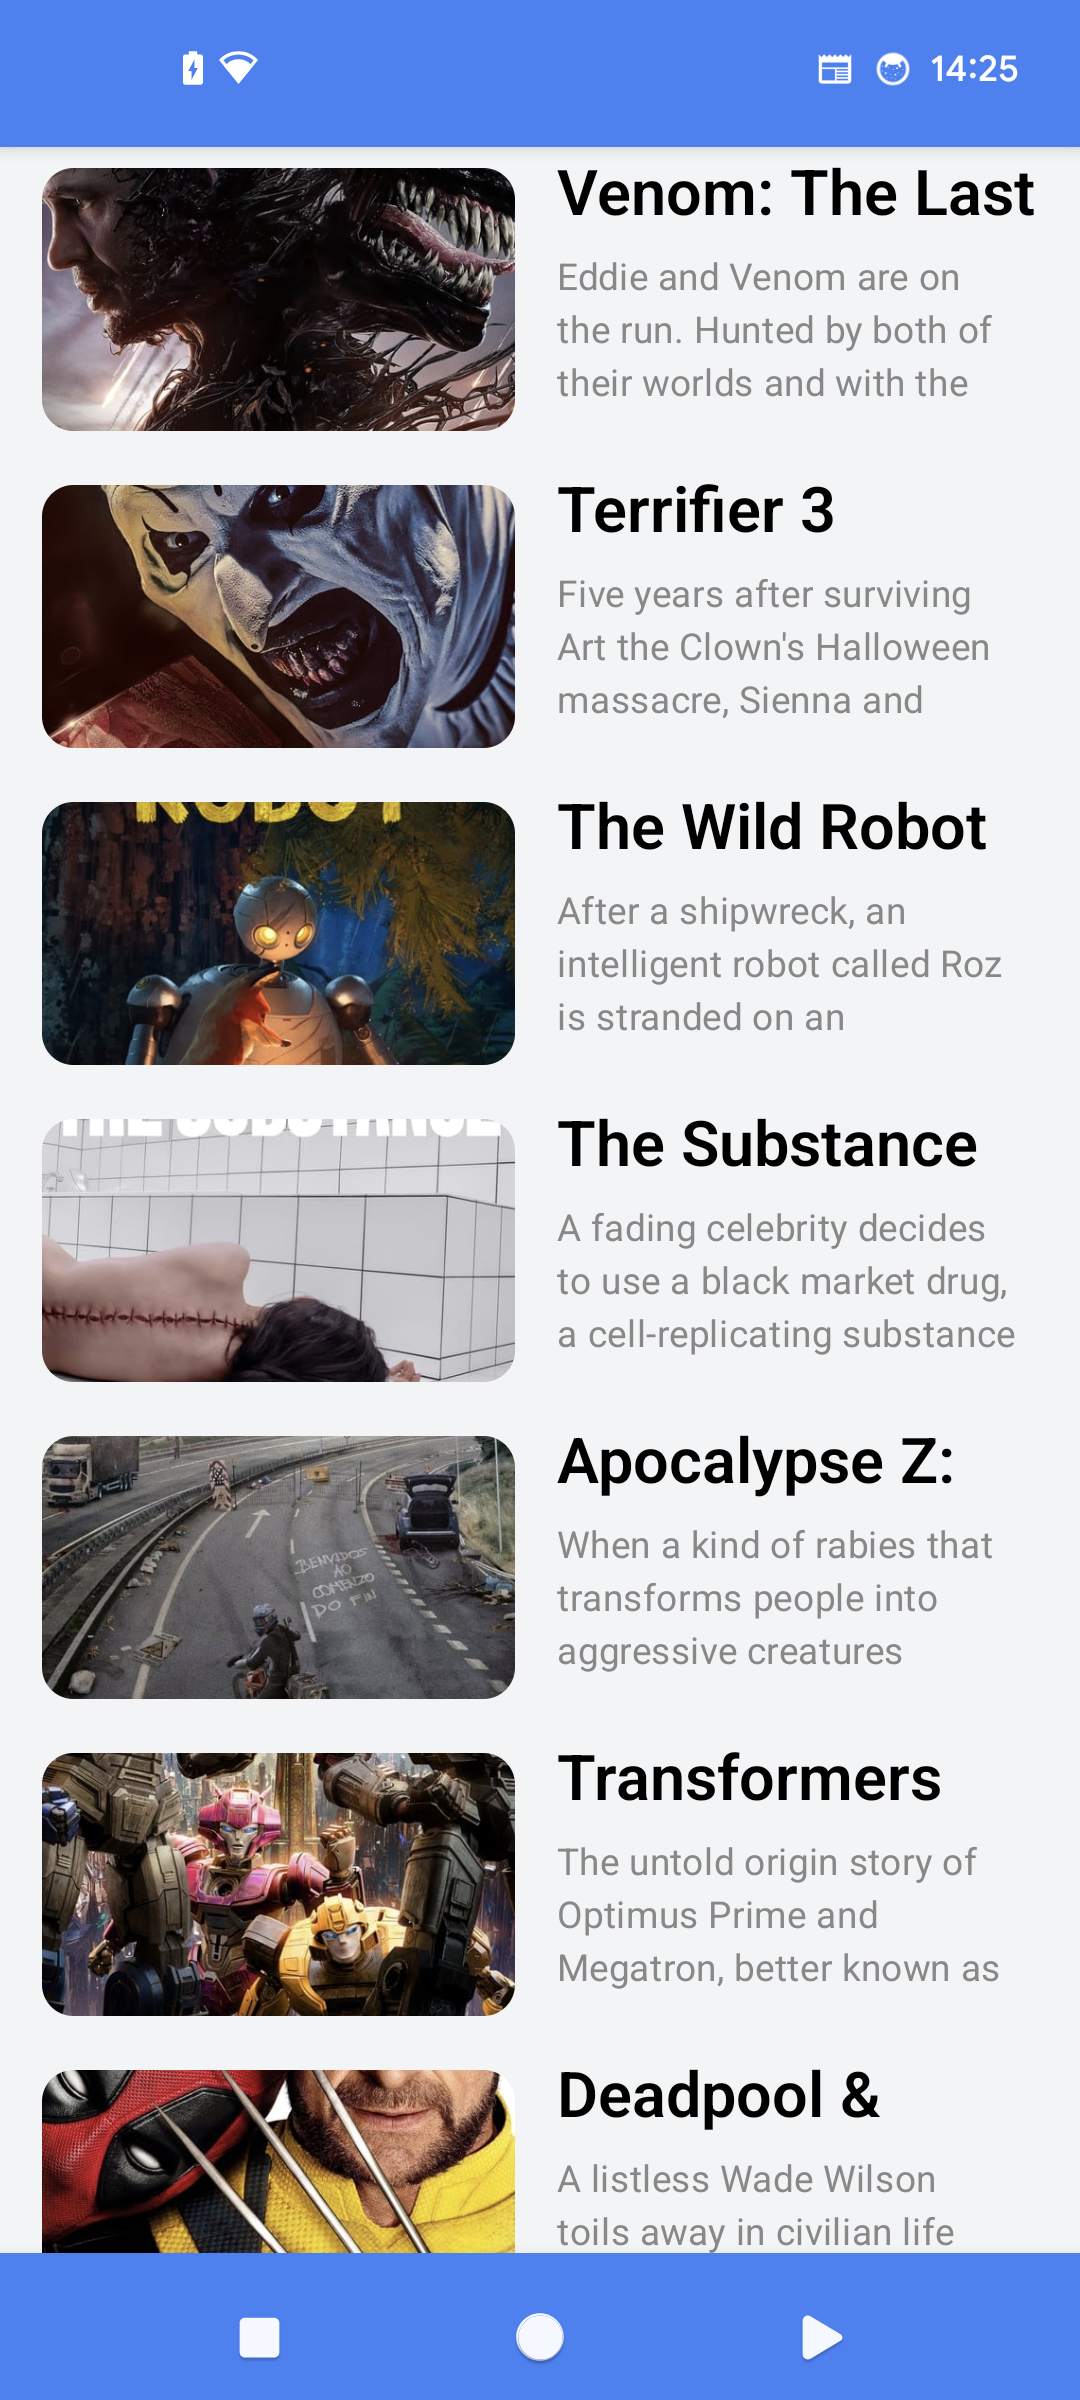 14:25
Venom: The Last
Eddie and Venom are on
the run. Hunted by both of
their worlds and with the
Terrifier 3
Five years after surviving
Art the Clown's Halloween
massacre, Sienna and
ROBOT
The Wild Robot
After a shipwreck, an
intelligent robot called Roz
is stranded on an
THE SUBSTANCE
The Substance
A fading celebrity decides
to use a black market drug,
a cell-replicating substance
BENVIDOS
AO
COMENZO
DO FIN
Apocalypse Z:
When a kind of rabies that
transforms people into
aggressive creatures
Transformers
The untold origin story of
Optimus Prime and
Megatron, better known as
Deadpool &
A listless Wade Wilson
toils away in civilian life